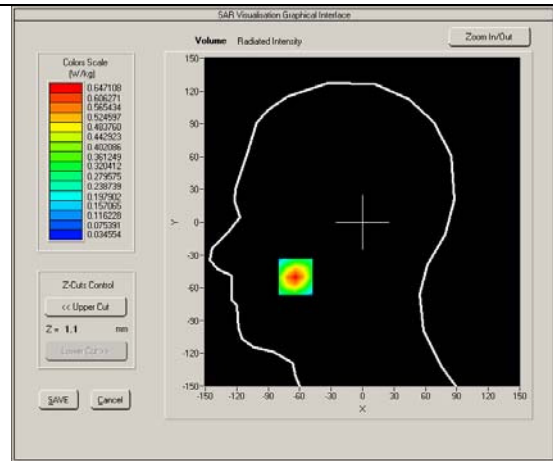 SAR Visualisation Graphical Interface
Volume Radiated Intensity
Zoom In/Out
Colors Scale
(W/kg)
0.647108
0.606271
0.565434
0.524597
0.483760
0.442923
0.402086
0.361249
0.320412
0.279575
0.238739
0.197902
0.157065
0.116228
0.075391
0.034554
Z-Cuts Control
<< Upper Cut
Z = 1.1 mm
Lower Cut >>
SAVE Cancel
150
120
90
60
30
0
-30
-60
-90
-120
-150
Y
-150 -120 -90 -60 -30 0 30 60 90 120 150
X